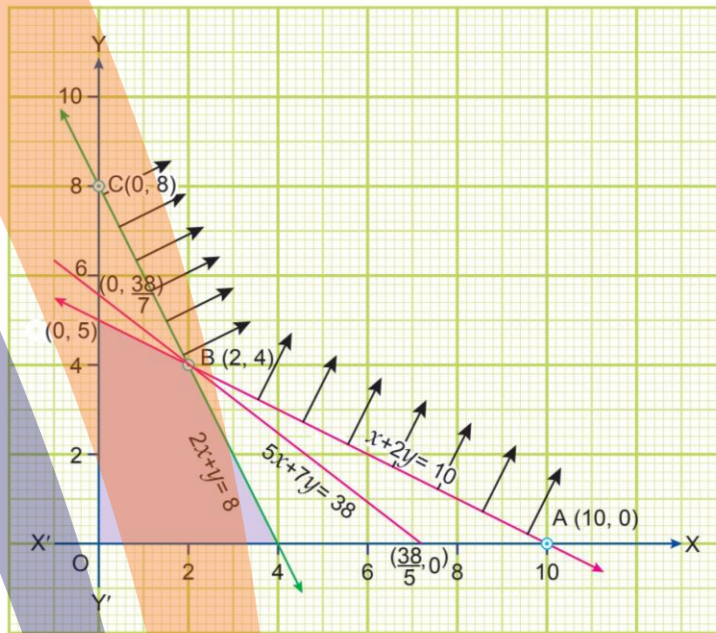 Y
10
8
C(0, 8)
6
(0, 38/7)
(0, 5)
4
B (2, 4)
2x+y= 8
5x+7y= 38
x+2y= 10
2
A (10, 0)
X′
O
2
4
6
(38/5,0)
8
10
X
Y′